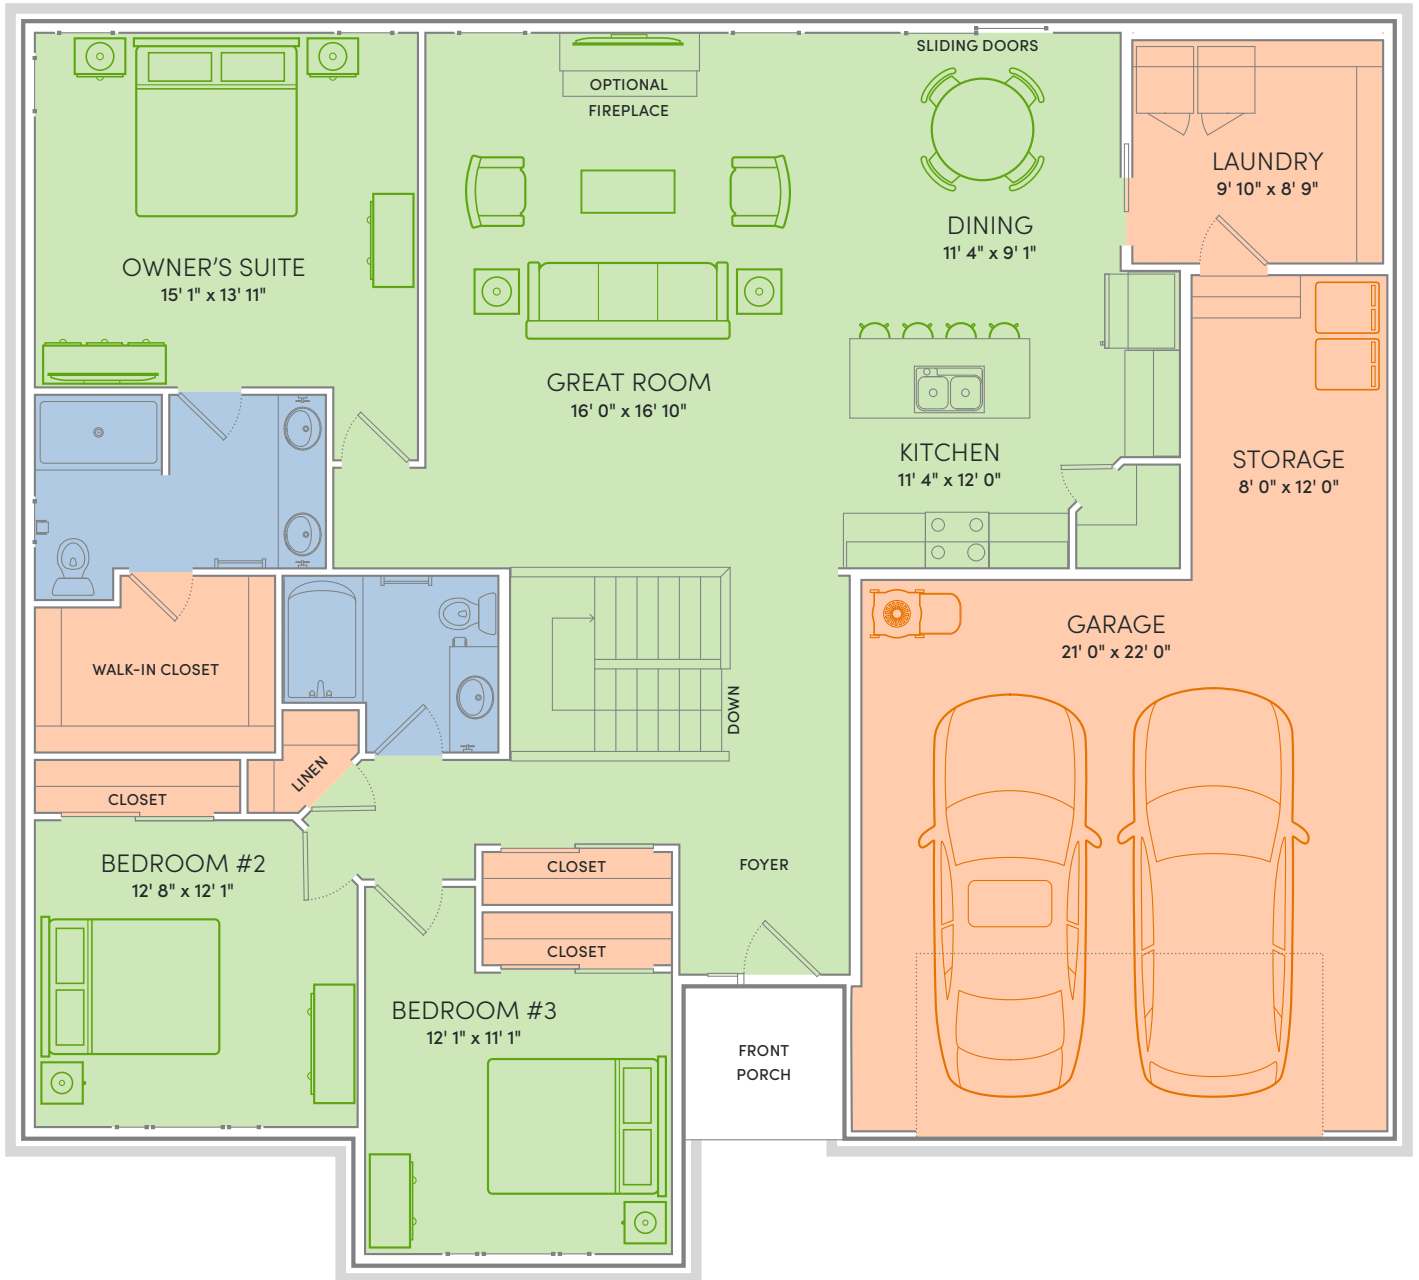 SLIDING DOORS
OPTIONAL
FIREPLACE
LAUNDRY
9' 10" x 8' 9"
DINING
11' 4" x 9' 1"
OWNER’S SUITE
15' 1" x 13' 11"
GREAT ROOM
16' 0" x 16' 10"
KITCHEN
11' 4" x 12' 0"
STORAGE
8' 0" x 12' 0"
GARAGE
21' 0" x 22' 0"
WALK-IN CLOSET
DOWN
LINEN
CLOSET
BEDROOM #2
12' 8" x 12' 1"
CLOSET
FOYER
CLOSET
BEDROOM #3
12' 1" x 11' 1"
FRONT
PORCH